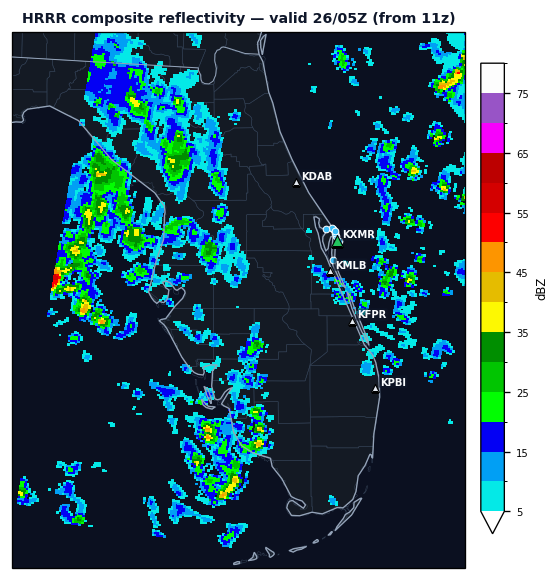 HRRR composite reflectivity — valid 26/05Z (from 11z)
KDAB
KXMR
KMLB
KFPR
KPBI
75
65
55
45
35
25
15
5
dBZ